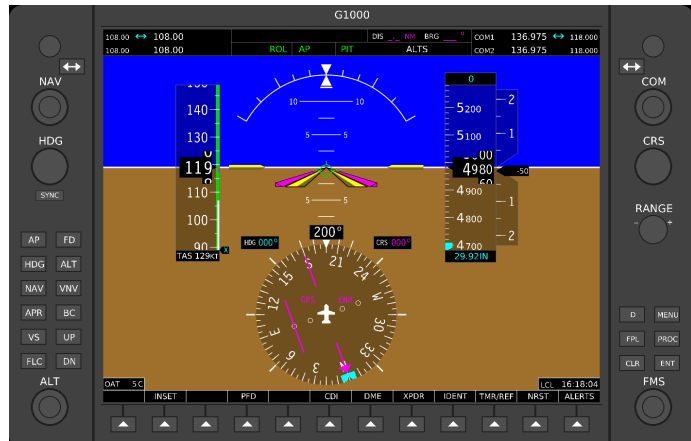 G1000
108.00 ↔ 108.00 DIS _._ NM BRG ___° COM1 136.975 ↔ 118.000
108.00 108.00 ROL AP PIT ALTS COM2 136.975 118.000
NAV
COM
HDG
CRS
SYNC
RANGE
- +
AP FD
HDG ALT
NAV VNV
APR BC
VS UP
FLC DN
ALT
D MENU
FPL PROC
CLR ENT
FMS
10 10
5 5
5 5
140
130
119
110
100
90
TAS 129KT
X
0
5200
5100
4980
4900
4800
4700
29.92IN
2
1
-50
1
2
HDG 000°
200°
CRS 000°
S 21 24 W 30 33 N 3 6 E 12 15
GPS ENR
OAT 5C
LCL 16:18:04
INSET PFD CDI DME XPDR IDENT TMR/REF NRST ALERTS